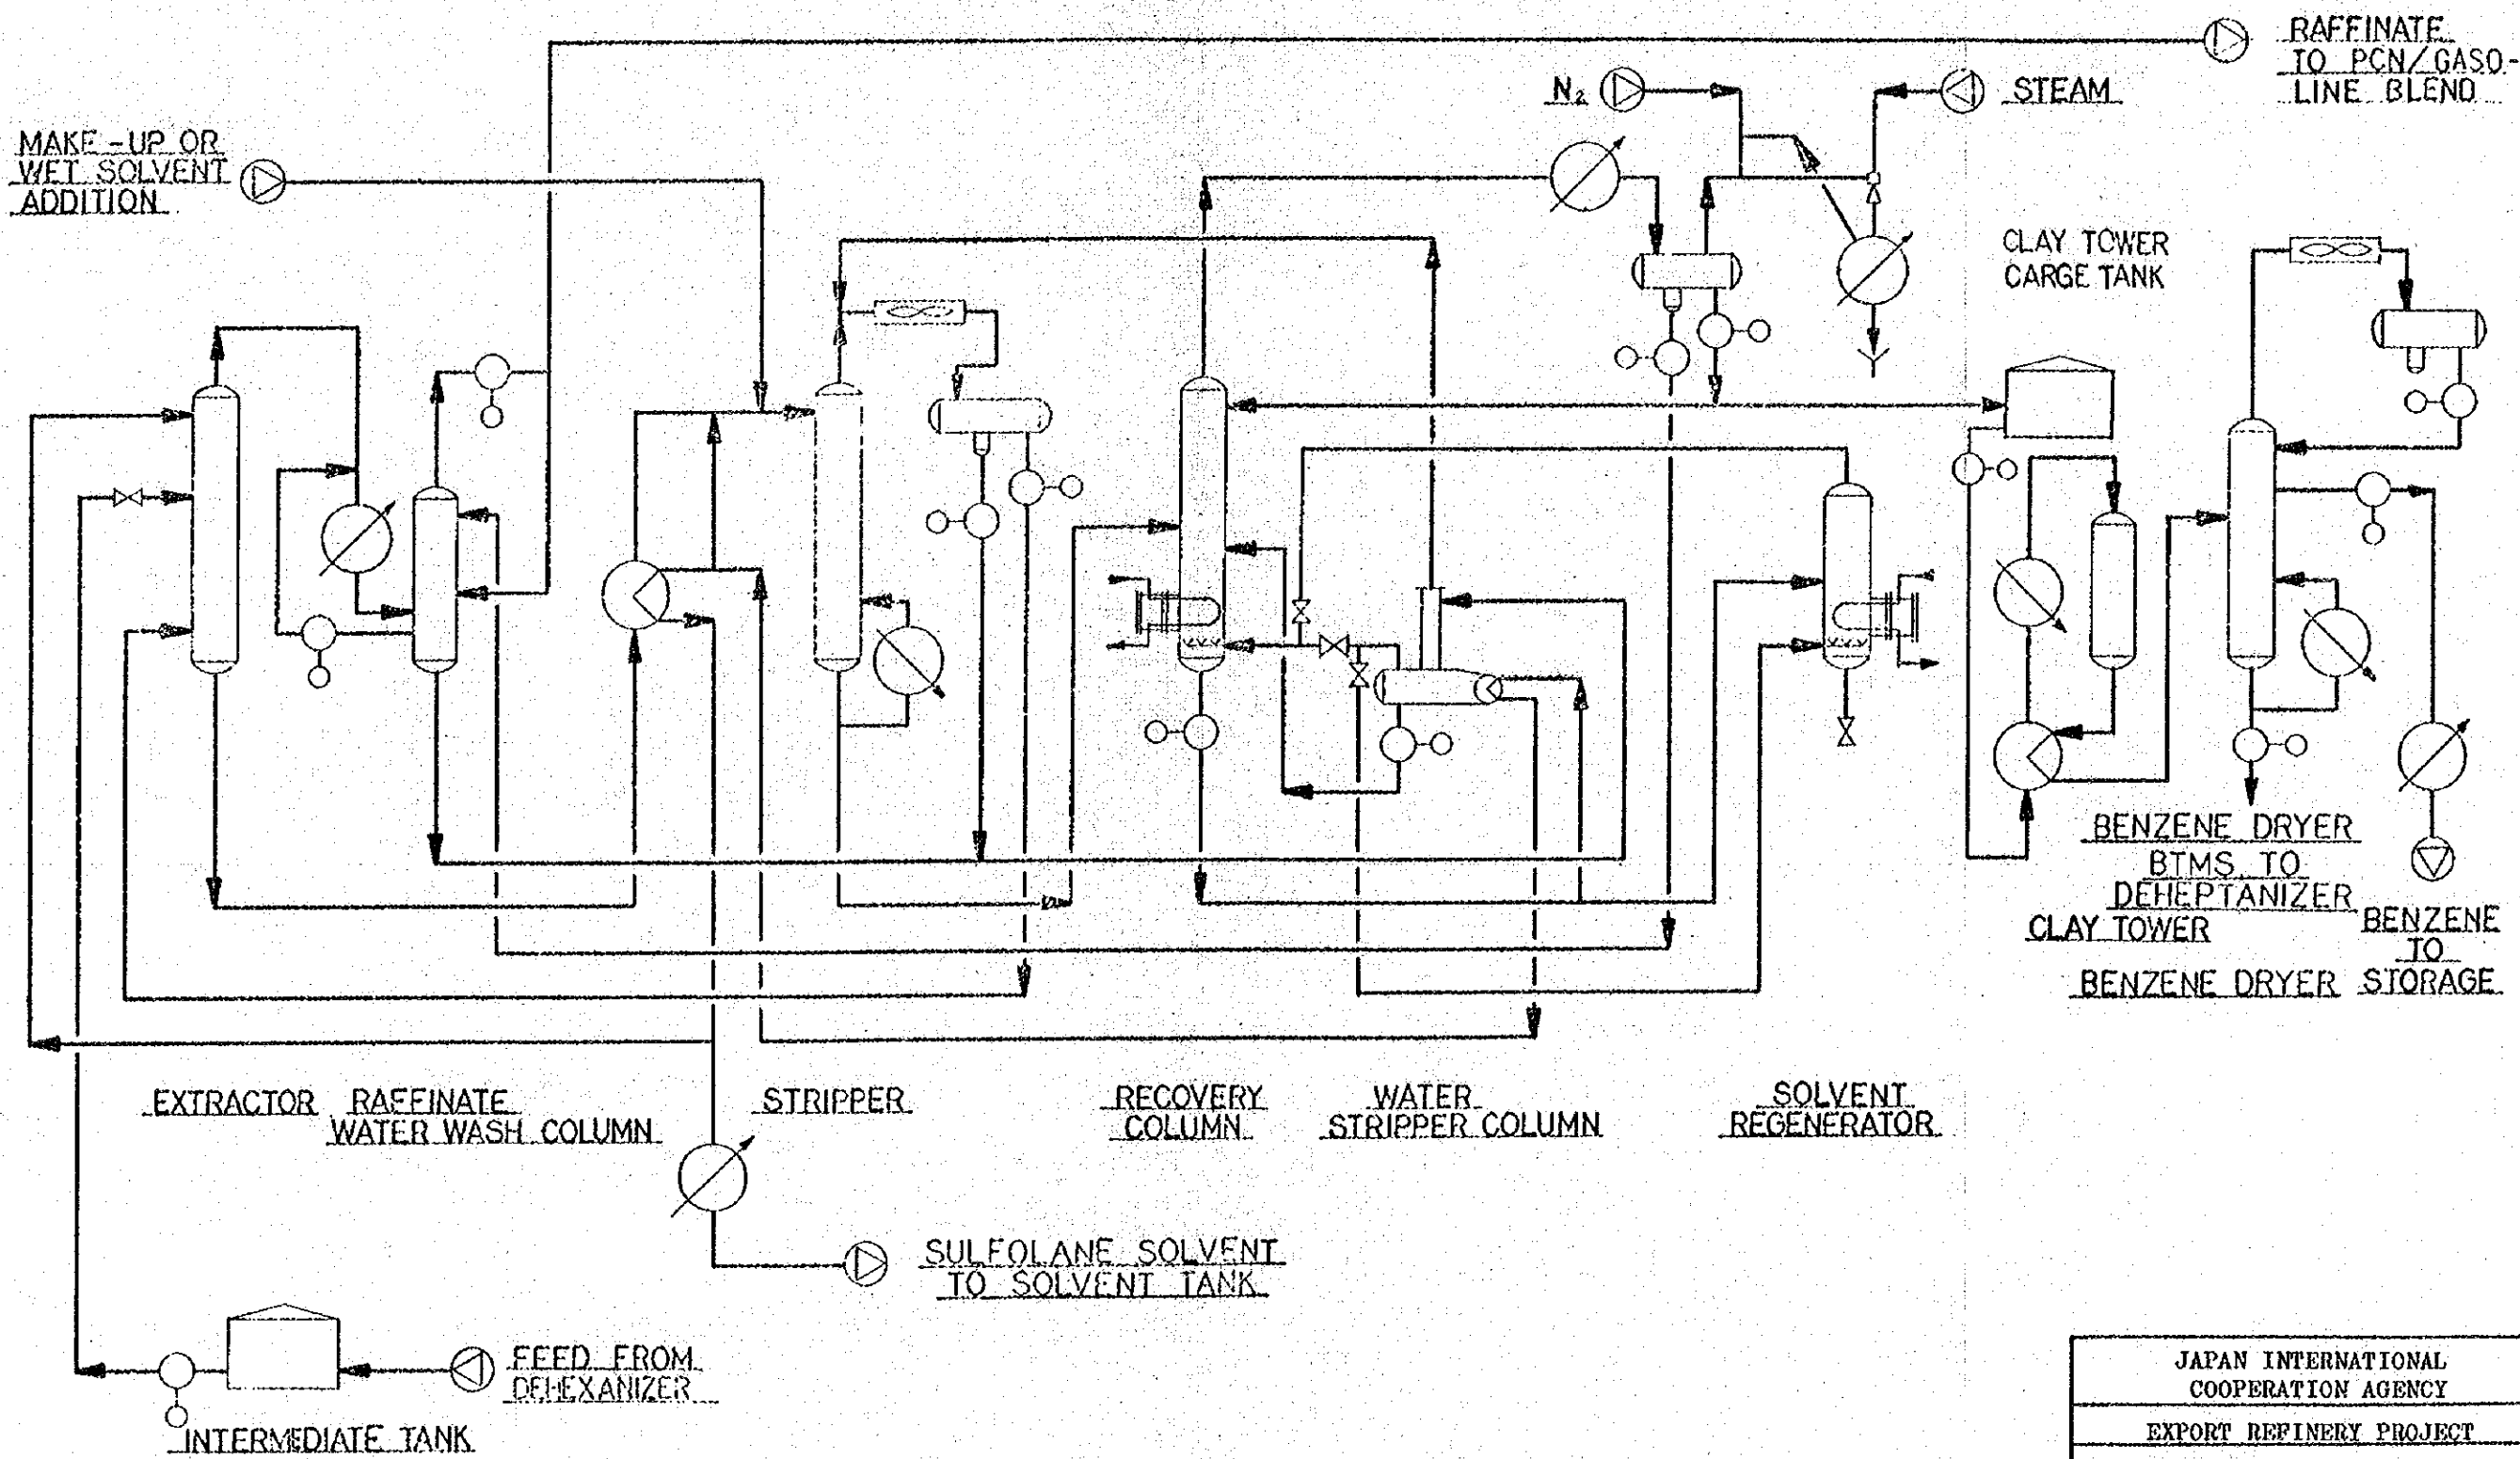 RAFFINATE
TO PCN/GASO-
LINE BLEND
N₂
STEAM
MAKE-UP OR
WET SOLVENT
ADDITION
CLAY TOWER
CARGE TANK
BENZENE DRYER
BTMS. TO
DEHEPTANIZER
CLAY TOWER
BENZENE
TO
STORAGE
BENZENE DRYER
EXTRACTOR
RAFFINATE
WATER WASH COLUMN
STRIPPER
RECOVERY
COLUMN
WATER
STRIPPER COLUMN
SOLVENT
REGENERATOR
SULFOLANE SOLVENT
TO SOLVENT TANK
FEED FROM
DEHEXANIZER
INTERMEDIATE TANK
JAPAN INTERNATIONAL
COOPERATION AGENCY
EXPORT REFINERY PROJECT